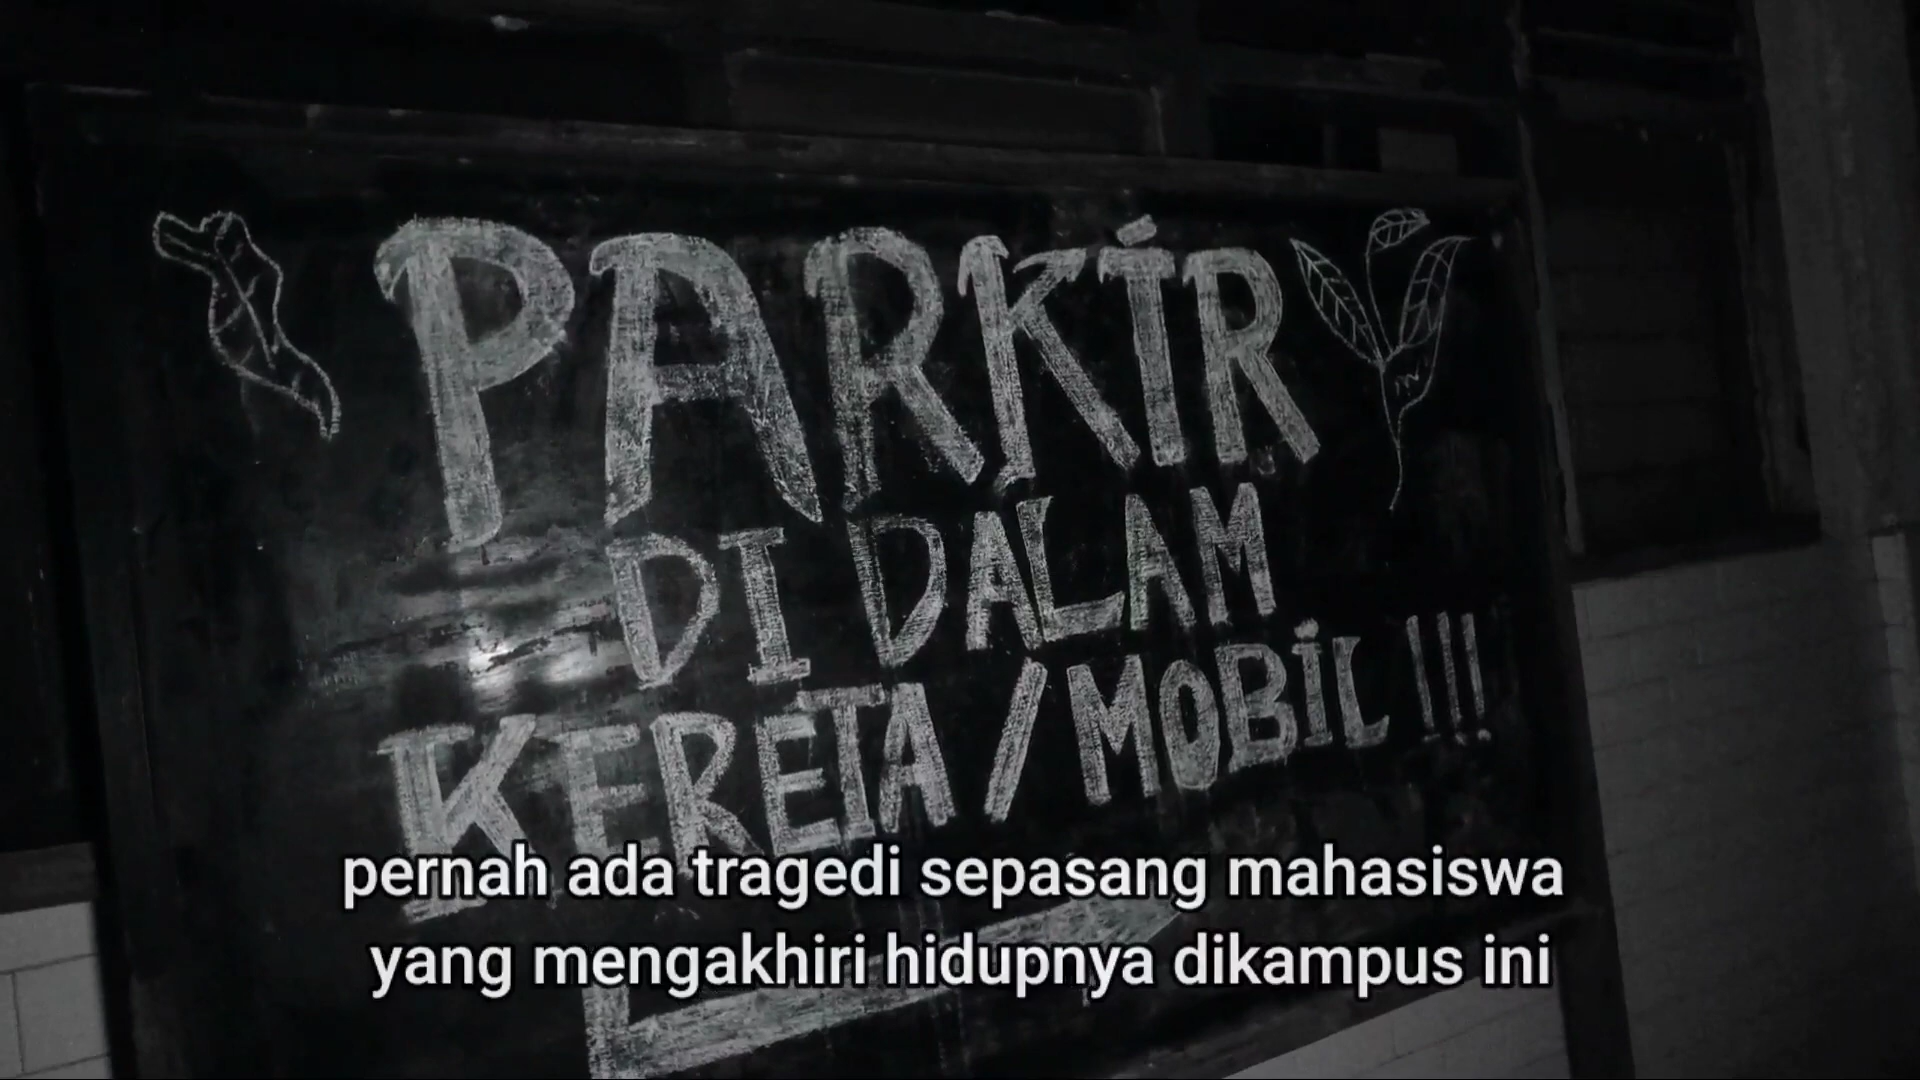 PARKIR
DI DALAM
KERETA / MOBIL !!!
pernah ada tragedi sepasang mahasiswa
yang mengakhiri hidupnya dikampus ini